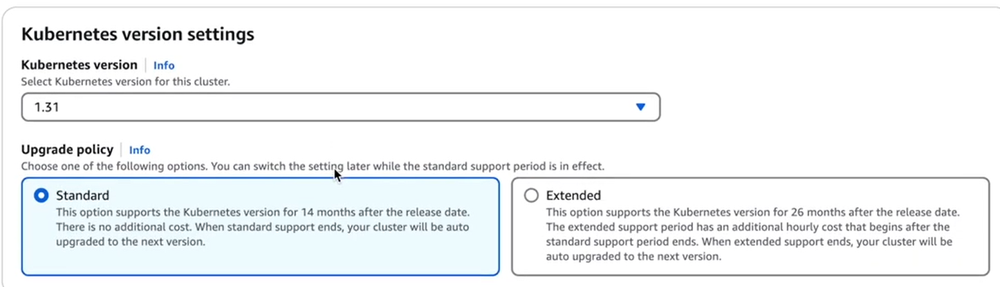 Kubernetes version settings
Kubernetes version | Info
Select Kubernetes version for this cluster.
1.31
Upgrade policy | Info
Choose one of the following options. You can switch the setting later while the standard support period is in effect.
Standard
This option supports the Kubernetes version for 14 months after the release date.
There is no additional cost. When standard support ends, your cluster will be auto
upgraded to the next version.
Extended
This option supports the Kubernetes version for 26 months after the release date.
The extended support period has an additional hourly cost that begins after the
standard support period ends. When extended support ends, your cluster will be
auto upgraded to the next version.